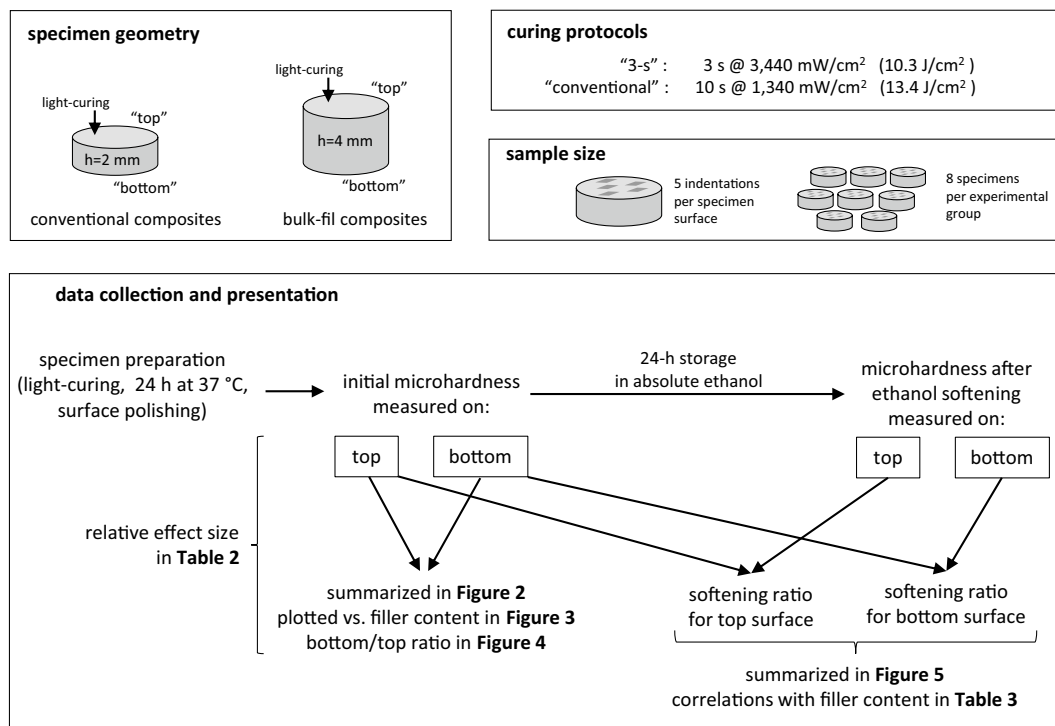 specimen geometry
light-curing
"top"
h=2 mm
"bottom"
conventional composites
light-curing
"top"
h=4 mm
"bottom"
bulk-fil composites
curing protocols
"3-s" : 3 s @ 3,440 mW/cm² (10.3 J/cm² )
"conventional" : 10 s @ 1,340 mW/cm² (13.4 J/cm² )
sample size
5 indentations
per specimen
surface
8 specimens
per experimental
group
data collection and presentation
specimen preparation
(light-curing, 24 h at 37 °C,
surface polishing)
initial microhardness
measured on:
24-h storage
in absolute ethanol
microhardness after
ethanol softening
measured on:
top
bottom
top
bottom
relative effect size
in Table 2
summarized in Figure 2
plotted vs. filler content in Figure 3
bottom/top ratio in Figure 4
softening ratio
for top surface
softening ratio
for bottom surface
summarized in Figure 5
correlations with filler content in Table 3